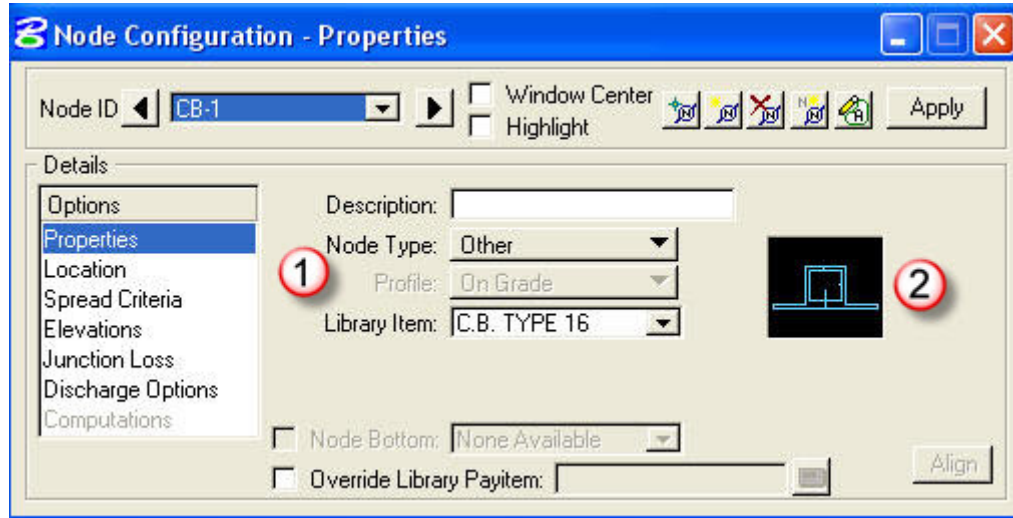 Node Configuration - Properties
Node ID CB-1 Window Center Apply
Highlight
Details
Options
Properties
Location
Spread Criteria
Elevations
Junction Loss
Discharge Options
Computations
Description:
Node Type: Other
Profile: On Grade
Library Item: C.B. TYPE 16
1
2
Node Bottom: None Available
Override Library Payitem:
Align